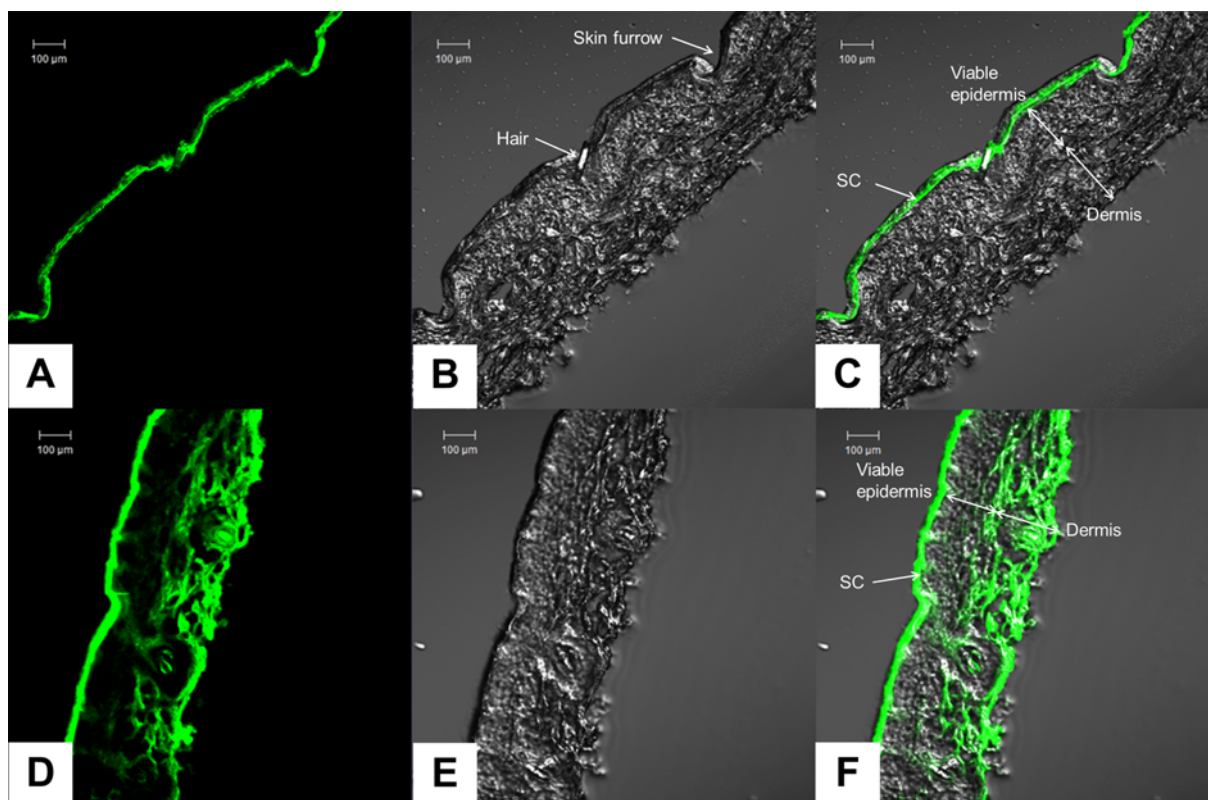 100 µm
100 µm
Skin furrow
Hair
100 µm
Viable
epidermis
SC
Dermis
A
B
C
100 µm
100 µm
100 µm
Viable
epidermis
Dermis
SC
D
E
F